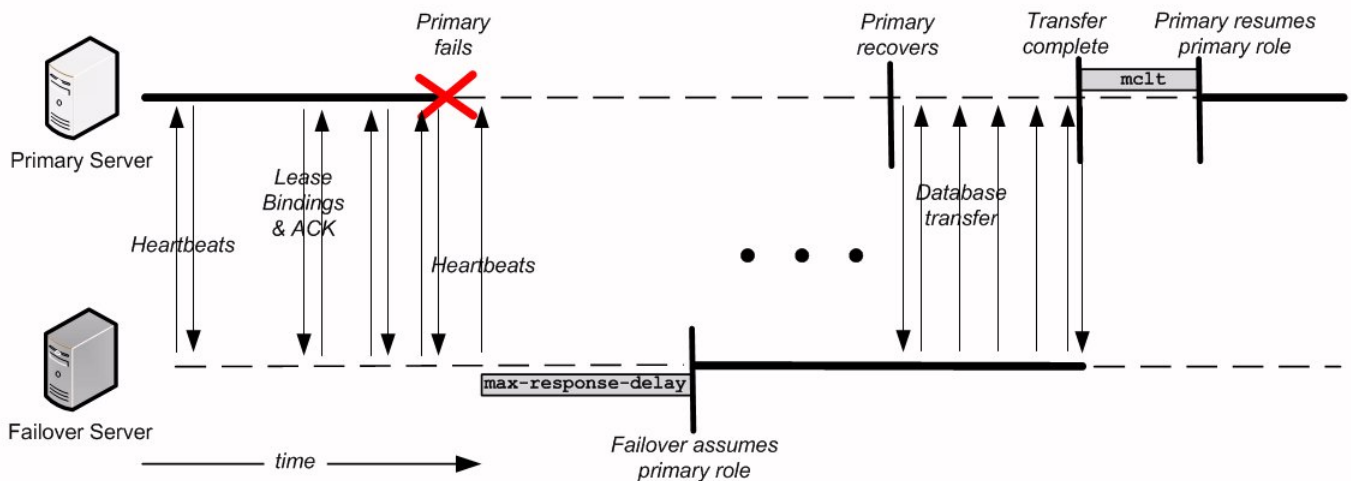 Primary
fails
Primary
recovers
Transfer
complete
Primary resumes
primary role
mclt
Primary Server
Lease
Bindings
& ACK
Heartbeats
Heartbeats
Database
transfer
max-response-delay
Failover Server
Failover assumes
primary role
time